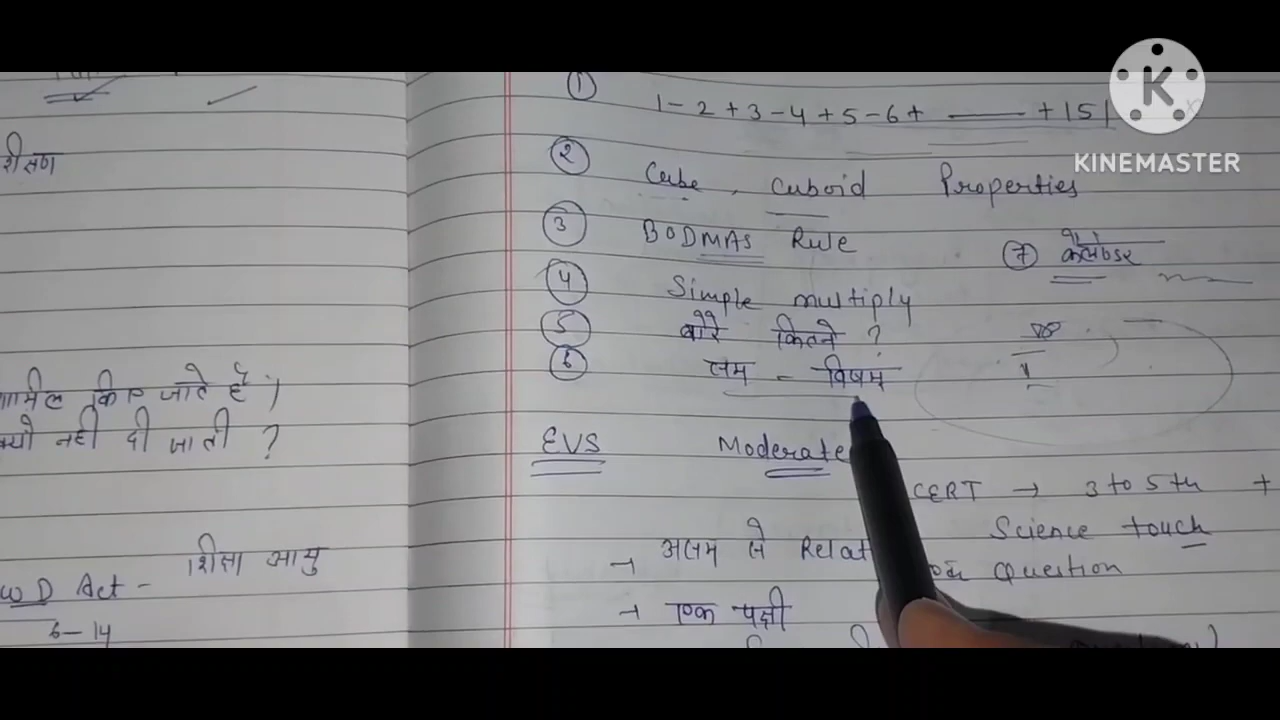 ① 1 - 2 + 3 - 4 + 5 - 6 + —— + 151
KINEMASTER
② Cube , Cuboid Properties
③ BODMAS Rule
④ Simple multiply
⑦
⑤ बोरे कितने ?
⑥ सम - विषम
EVS Moderate
CERT → 3 to 5th +
Science touch
→ से Relat
Question
→ एक पक्षी
शामिल किए जाते हैं ।
क्यो नही दी जाती ?
शिक्षा आयु
WD Act -
6-14